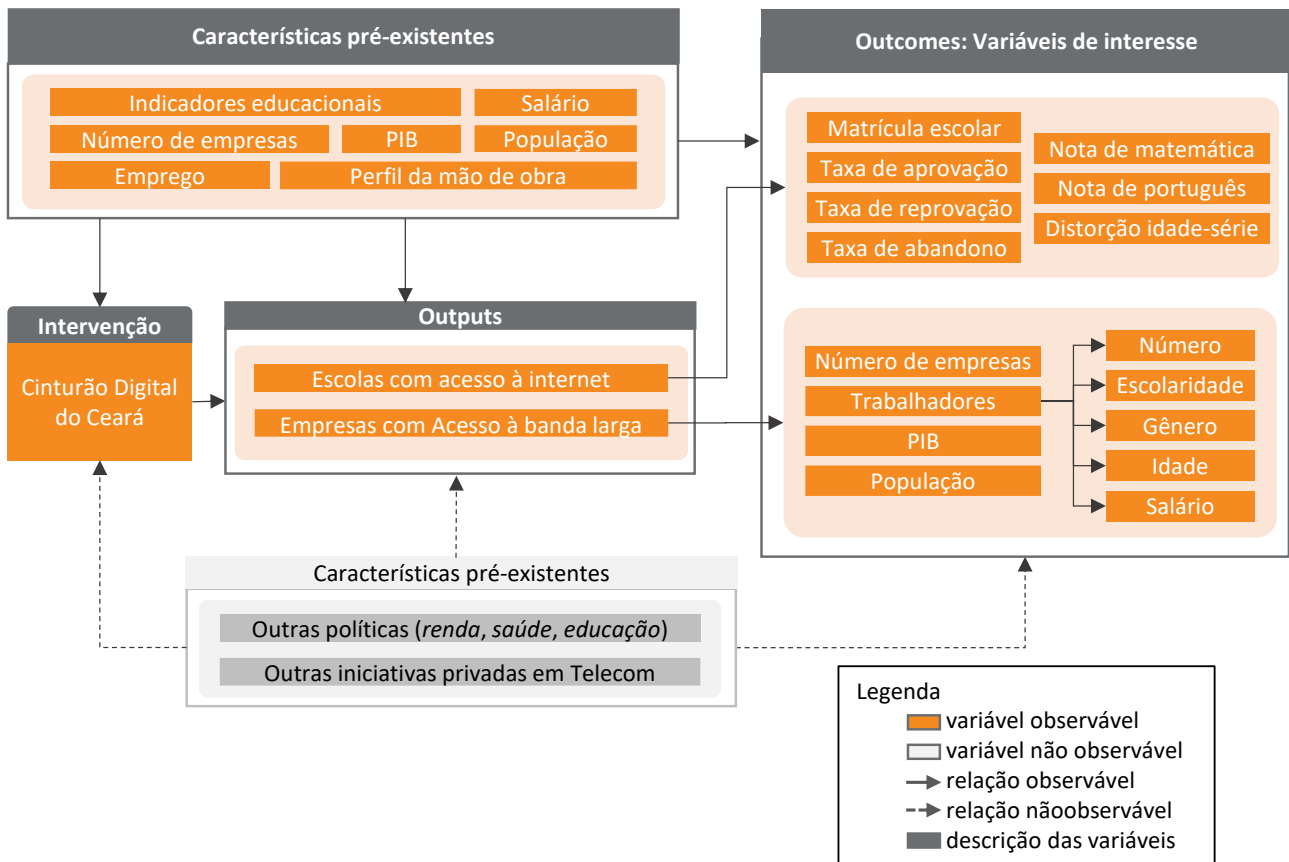 Características pré-existentes
Indicadores educacionais
Salário
Número de empresas
PIB
População
Emprego
Perfil da mão de obra
Outcomes: Variáveis de interesse
Matrícula escolar
Taxa de aprovação
Taxa de reprovação
Taxa de abandono
Nota de matemática
Nota de português
Distorção idade-série
Intervenção
Cinturão Digital
do Ceará
Outputs
Escolas com acesso à internet
Empresas com Acesso à banda larga
Número de empresas
Trabalhadores
PIB
População
Número
Escolaridade
Gênero
Idade
Salário
Características pré-existentes
Outras políticas (renda, saúde, educação)
Outras iniciativas privadas em Telecom
Legenda
variável observável
variável não observável
relação observável
relação nãoobservável
descrição das variáveis